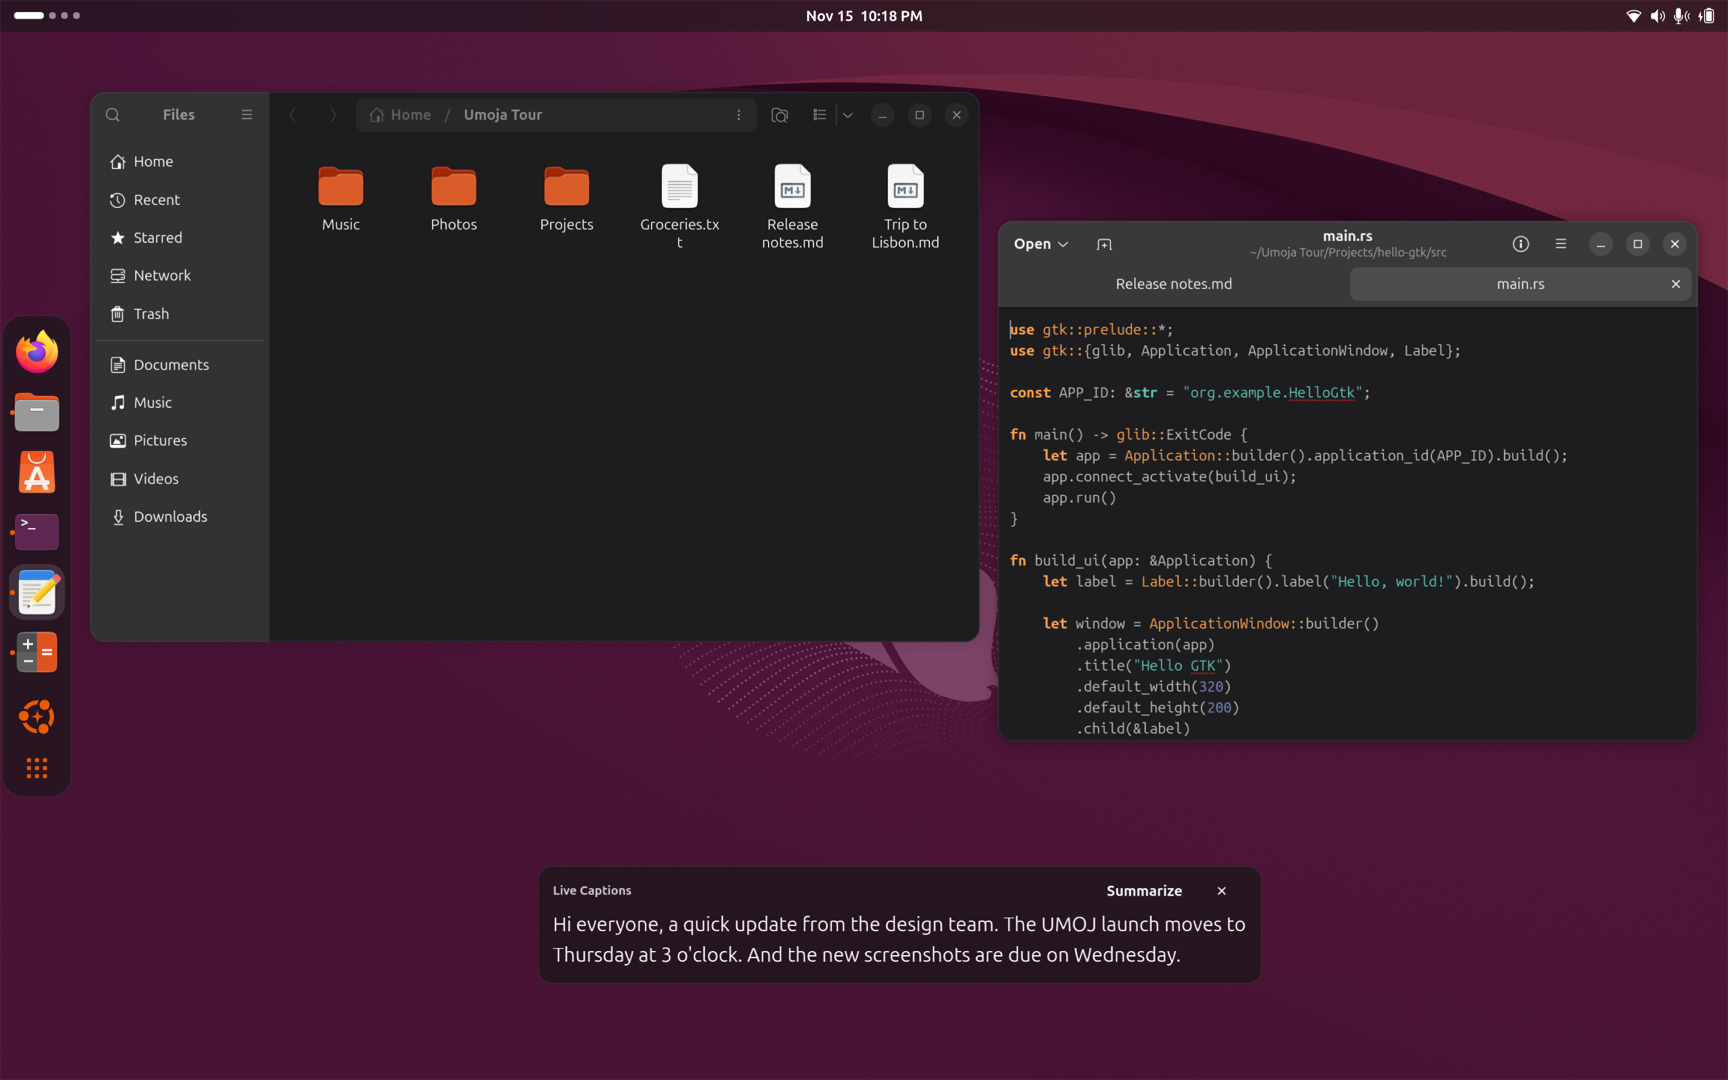 Nov 15 10:18 PM
Files
Home / Umoja Tour
Home
Recent
Starred
Network
Trash
Documents
Music
Pictures
Videos
Downloads
Music
Photos
Projects
Groceries.tx
t
Release
notes.md
Trip to
Lisbon.md
Open
main.rs
~/Umoja Tour/Projects/hello-gtk/src
Release notes.md
main.rs
use gtk::prelude::*;
use gtk::{glib, Application, ApplicationWindow, Label};
const APP_ID: &str = "org.example.HelloGtk";
fn main() -> glib::ExitCode {
    let app = Application::builder().application_id(APP_ID).build();
    app.connect_activate(build_ui);
    app.run()
}
fn build_ui(app: &Application) {
    let label = Label::builder().label("Hello, world!").build();
    let window = ApplicationWindow::builder()
        .application(app)
        .title("Hello GTK")
        .default_width(320)
        .default_height(200)
        .child(&label)
Live Captions
Summarize
Hi everyone, a quick update from the design team. The UMOJ launch moves to
Thursday at 3 o'clock. And the new screenshots are due on Wednesday.